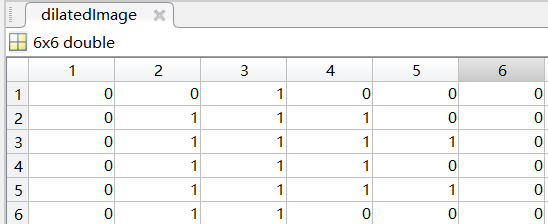 dilatedImage
6x6 double
1 2 3 4 5 6
1 0 0 1 0 0 0
2 0 1 1 1 0 0
3 0 1 1 1 1 0
4 0 1 1 1 0 0
5 0 1 1 1 1 0
6 0 1 1 0 0 0